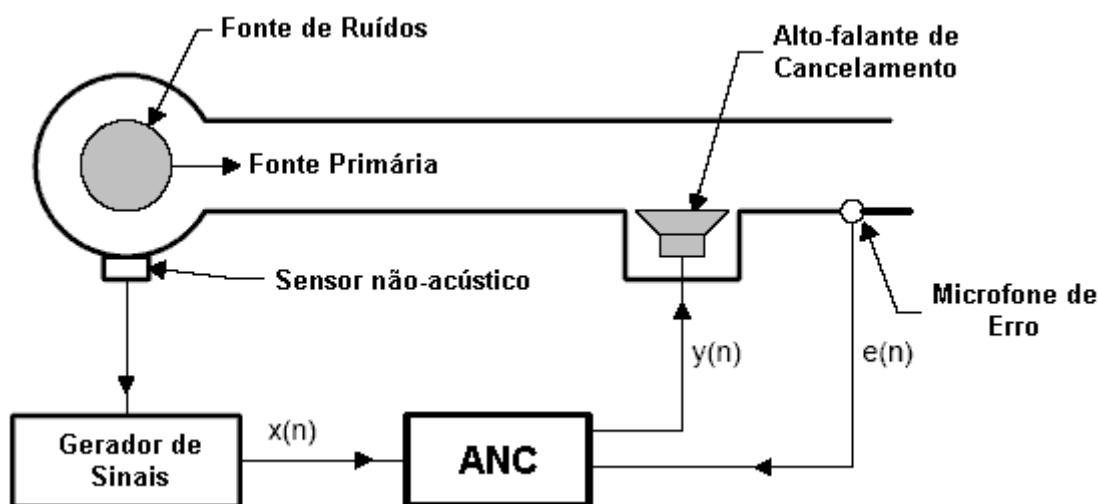 Fonte de Ruídos
Alto-falante de
Cancelamento
Fonte Primária
Sensor não-acústico
Microfone de
Erro
y(n)
e(n)
Gerador de
Sinais
x(n)
ANC